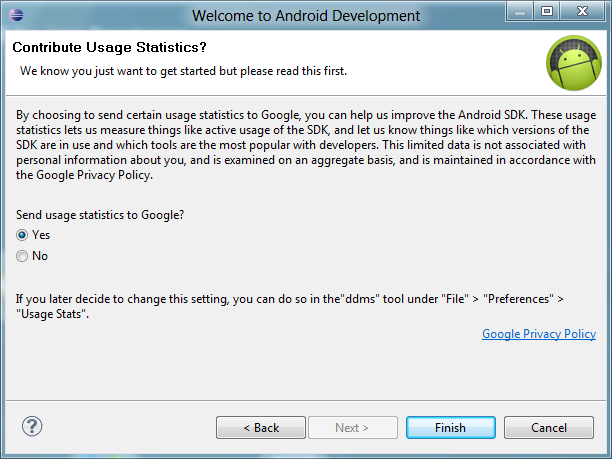 Welcome to Android Development
Contribute Usage Statistics?
We know you just want to get started but please read this first.
By choosing to send certain usage statistics to Google, you can help us improve the Android SDK. These usage
statistics lets us measure things like active usage of the SDK, and let us know things like which versions of the
SDK are in use and which tools are the most popular with developers. This limited data is not associated with
personal information about you, and is examined on an aggregate basis, and is maintained in accordance with
the Google Privacy Policy.
Send usage statistics to Google?
Yes
No
If you later decide to change this setting, you can do so in the"ddms" tool under "File" > "Preferences" >
"Usage Stats".
Google Privacy Policy
? < Back Next > Finish Cancel